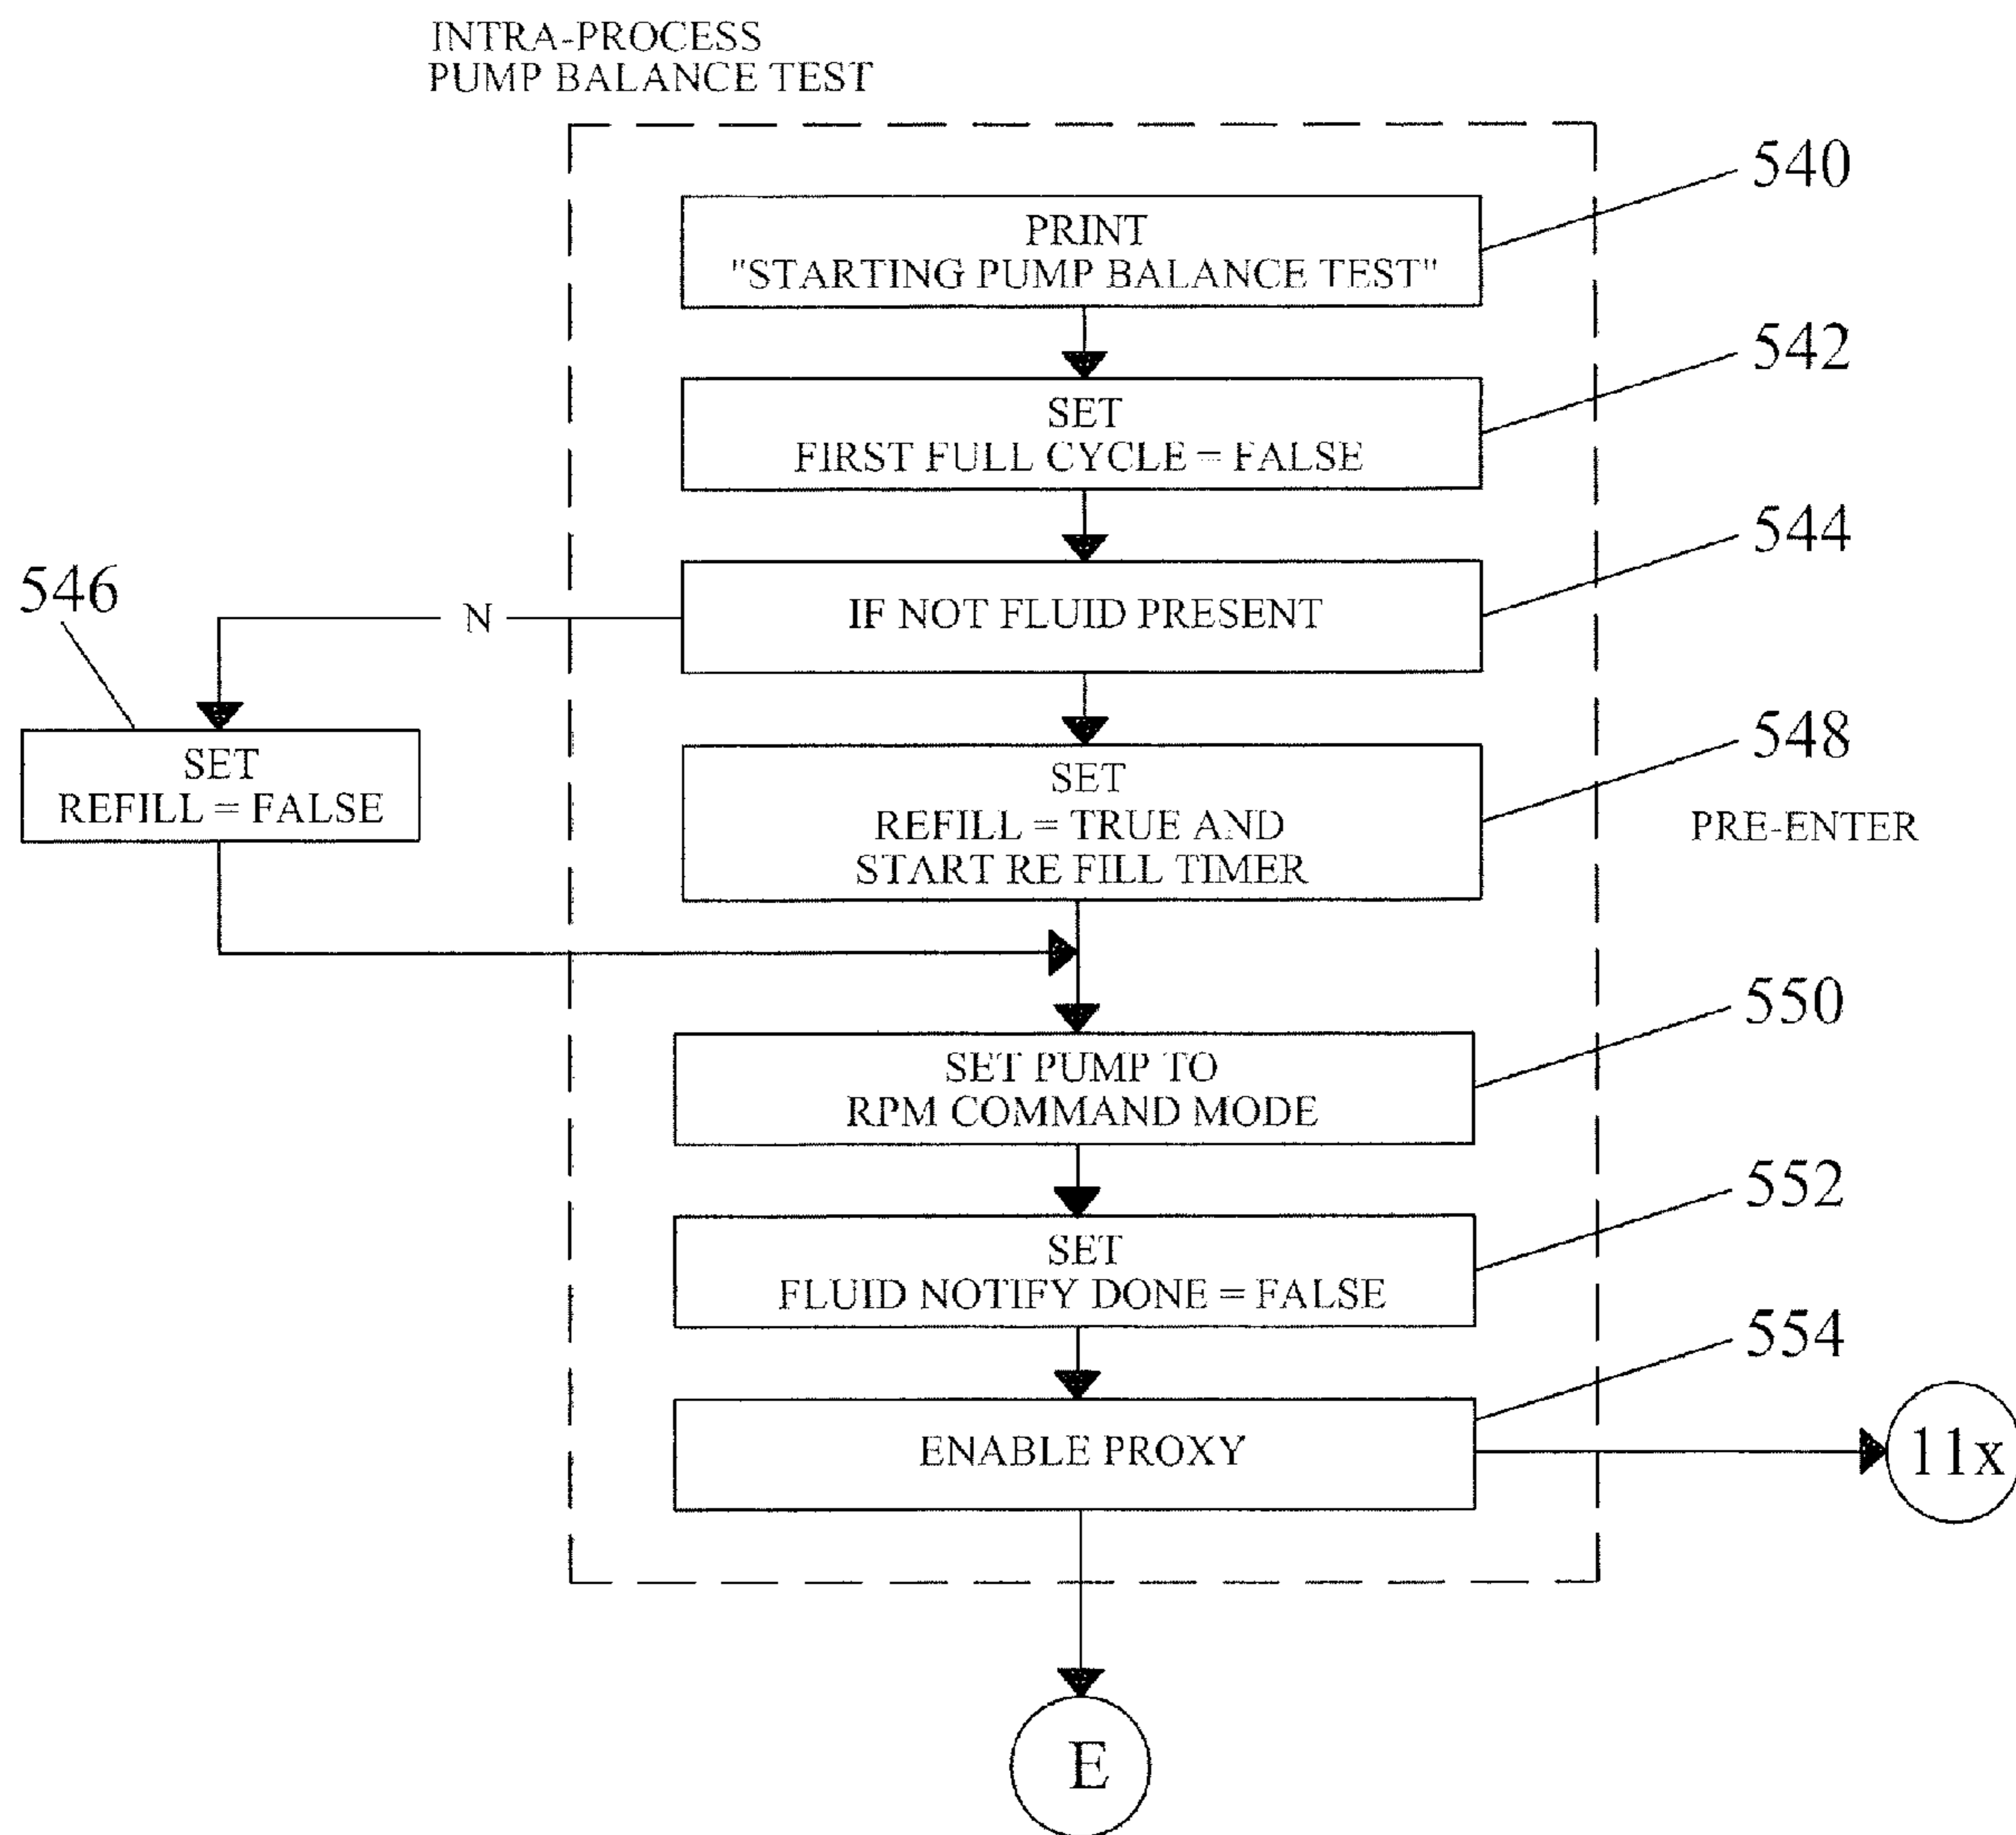 INTRA-PROCESS
PUMP BALANCE TEST
540
PRINT
"STARTING PUMP BALANCE TEST"
542
SET
FIRST FULL CYCLE = FALSE
544
IF NOT FLUID PRESENT
N
546
SET
REFILL = FALSE
548
SET
REFILL = TRUE AND
START RE FILL TIMER
PRE-ENTER
550
SET PUMP TO
RPM COMMAND MODE
552
SET
FLUID NOTIFY DONE = FALSE
554
ENABLE PROXY
11x
E